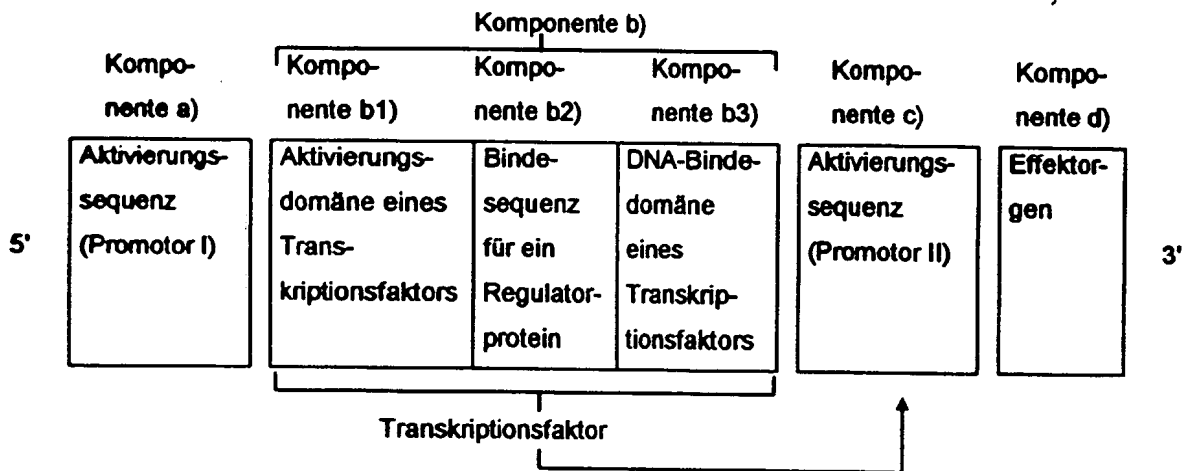 Komponente b)
Kompo-
nente a)
Kompo-
nente b1)
Kompo-
nente b2)
Kompo-
nente b3)
Kompo-
nente c)
Kompo-
nente d)
5'
Aktivierungs-
sequenz
(Promotor I)
Aktivierungs-
domäne eines
Trans-
kriptionsfaktors
Binde-
sequenz
für ein
Regulator-
protein
DNA-Binde-
domäne
eines
Transkrip-
tionsfaktors
Aktivierungs-
sequenz
(Promotor II)
Effektor-
gen
3'
Transkriptionsfaktor